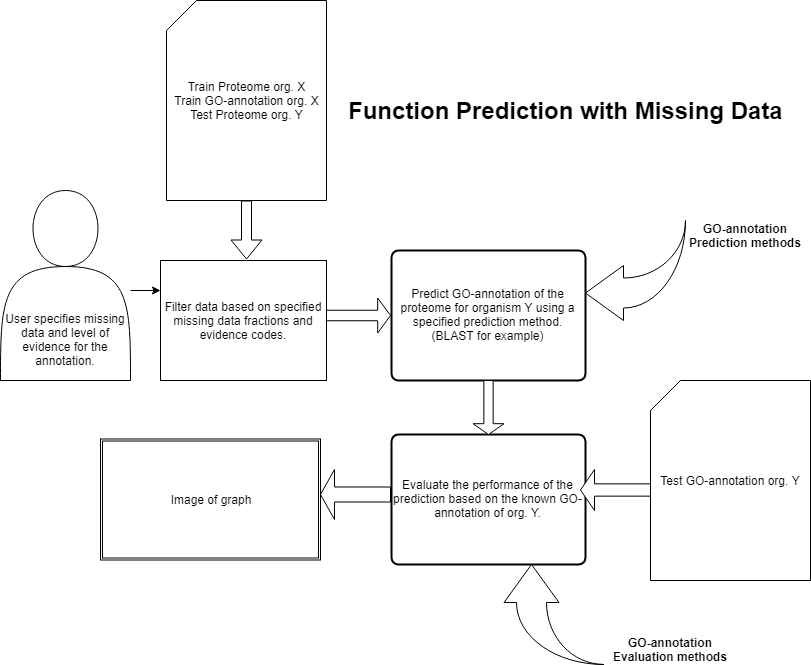 Train Proteome org. X
Train GO-annotation org. X
Test Proteome org. Y
Function Prediction with Missing Data
GO-annotation
Prediction methods
User specifies missing
data and level of
evidence for the
annotation.
Filter data based on specified
missing data fractions and
evidence codes.
Predict GO-annotation of the
proteome for organism Y using a
specified prediction method.
(BLAST for example)
Image of graph
Evaluate the performance of the
prediction based on the known GO-
annotation of org. Y.
Test GO-annotation org. Y
GO-annotation
Evaluation methods